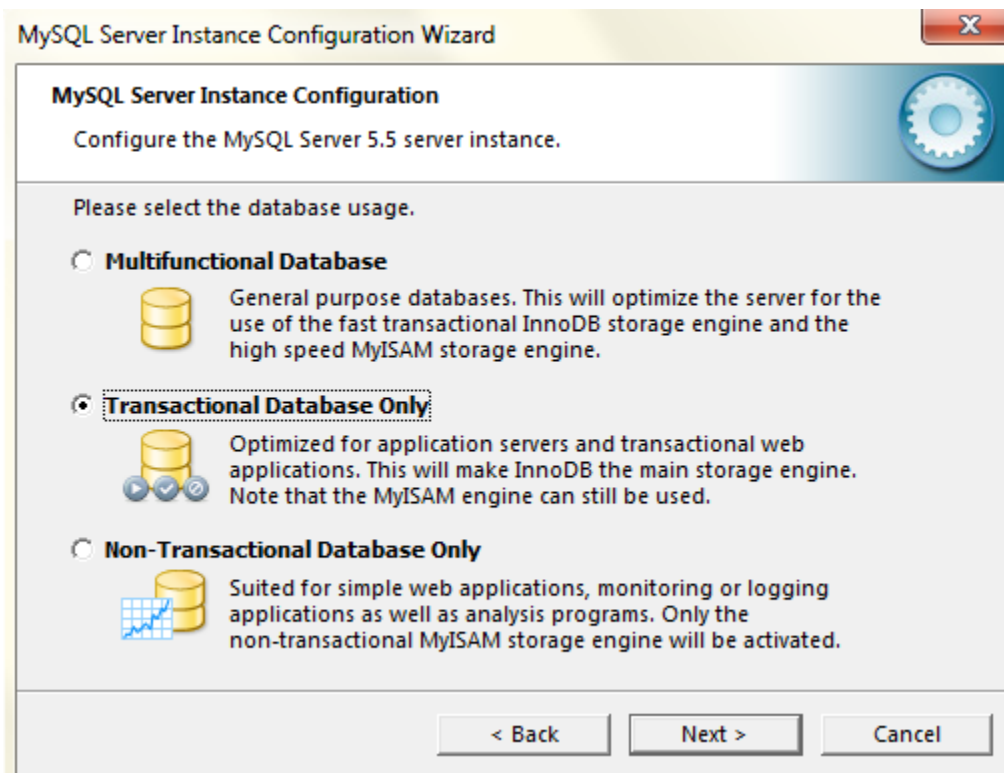 MySQL Server Instance Configuration Wizard
MySQL Server Instance Configuration
Configure the MySQL Server 5.5 server instance.
Please select the database usage.
Multifunctional Database
General purpose databases. This will optimize the server for the
use of the fast transactional InnoDB storage engine and the
high speed MyISAM storage engine.
Transactional Database Only
Optimized for application servers and transactional web
applications. This will make InnoDB the main storage engine.
Note that the MyISAM engine can still be used.
Non-Transactional Database Only
Suited for simple web applications, monitoring or logging
applications as well as analysis programs. Only the
non-transactional MyISAM storage engine will be activated.
< Back Next > Cancel